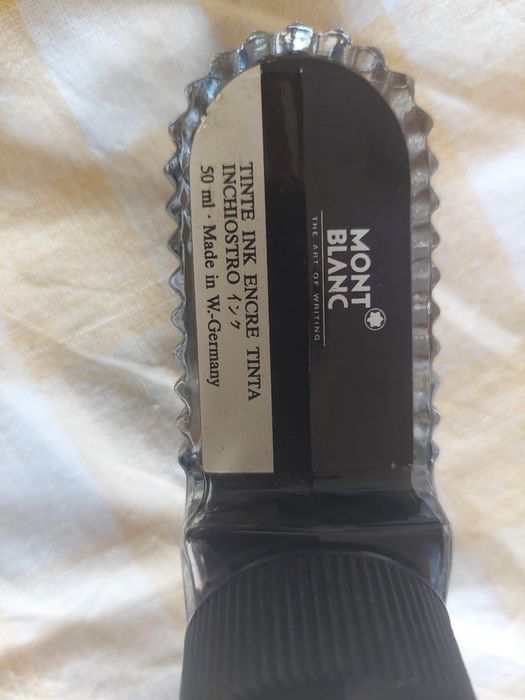 MONT
BLANC
THE ART OF WRITING
TINTE INK ENCRE TINTA
INCHIOSTRO インク
50 ml · Made in W.-Germany